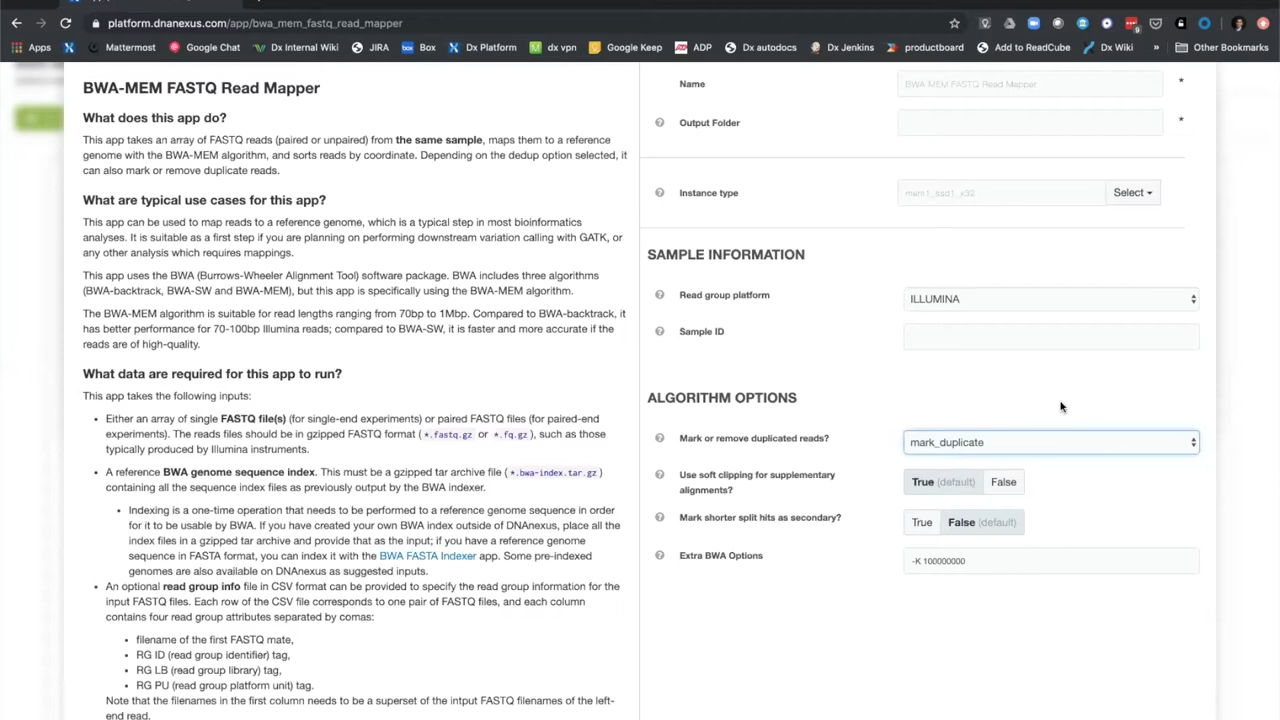 platform.dnanexus.com/app/bwa_mem_fastq_read_mapper
Apps
Mattermost
Google Chat
Dx Internal Wiki
JIRA
Box
Dx Platform
dx vpn
Google Keep
ADP
Dx autodocs
Dx Jenkins
productboard
Add to ReadCube
Dx Wiki
»
Other Bookmarks
BWA-MEM FASTQ Read Mapper
What does this app do?
This app takes an array of FASTQ reads (paired or unpaired) from the same sample, maps them to a reference
genome with the BWA-MEM algorithm, and sorts reads by coordinate. Depending on the dedup option selected, it
can also mark or remove duplicate reads.
What are typical use cases for this app?
This app can be used to map reads to a reference genome, which is a typical step in most bioinformatics
analyses. It is suitable as a first step if you are planning on performing downstream variation calling with GATK, or
any other analysis which requires mappings.
This app uses the BWA (Burrows-Wheeler Alignment Tool) software package. BWA includes three algorithms
(BWA-backtrack, BWA-SW and BWA-MEM), but this app is specifically using the BWA-MEM algorithm.
The BWA-MEM algorithm is suitable for read lengths ranging from 70bp to 1Mbp. Compared to BWA-backtrack, it
has better performance for 70-100bp Illumina reads; compared to BWA-SW, it is faster and more accurate if the
reads are of high-quality.
What data are required for this app to run?
This app takes the following inputs:
• Either an array of single FASTQ file(s) (for single-end experiments) or paired FASTQ files (for paired-end
experiments). The reads files should be in gzipped FASTQ format ( *.fastq.gz or *.fq.gz ), such as those
typically produced by Illumina instruments.
• A reference BWA genome sequence index. This must be a gzipped tar archive file ( *.bwa-index.tar.gz )
containing all the sequence index files as previously output by the BWA indexer.
• Indexing is a one-time operation that needs to be performed to a reference genome sequence in order
for it to be usable by BWA. If you have created your own BWA index outside of DNAnexus, place all the
index files in a gzipped tar archive and provide that as the input; if you have a reference genome
sequence in FASTA format, you can index it with the BWA FASTA Indexer app. Some pre-indexed
genomes are also available on DNAnexus as suggested inputs.
• An optional read group info file in CSV format can be provided to specify the read group information for the
input FASTQ files. Each row of the CSV file corresponds to one pair of FASTQ files, and each column
contains four read group attributes separated by comas:
• filename of the first FASTQ mate,
• RG ID (read group identifier) tag,
• RG LB (read group library) tag,
• RG PU (read group platform unit) tag.
Note that the filenames in the first column needs to be a superset of the intput FASTQ filenames of the left-
end read.
Name
BWA-MEM FASTQ Read Mapper
*
Output Folder
*
Instance type
mem1_ssd1_x32
Select
SAMPLE INFORMATION
Read group platform
ILLUMINA
Sample ID
ALGORITHM OPTIONS
Mark or remove duplicated reads?
mark_duplicate
Use soft clipping for supplementary
alignments?
True (default) False
Mark shorter split hits as secondary?
True False (default)
Extra BWA Options
-K 100000000